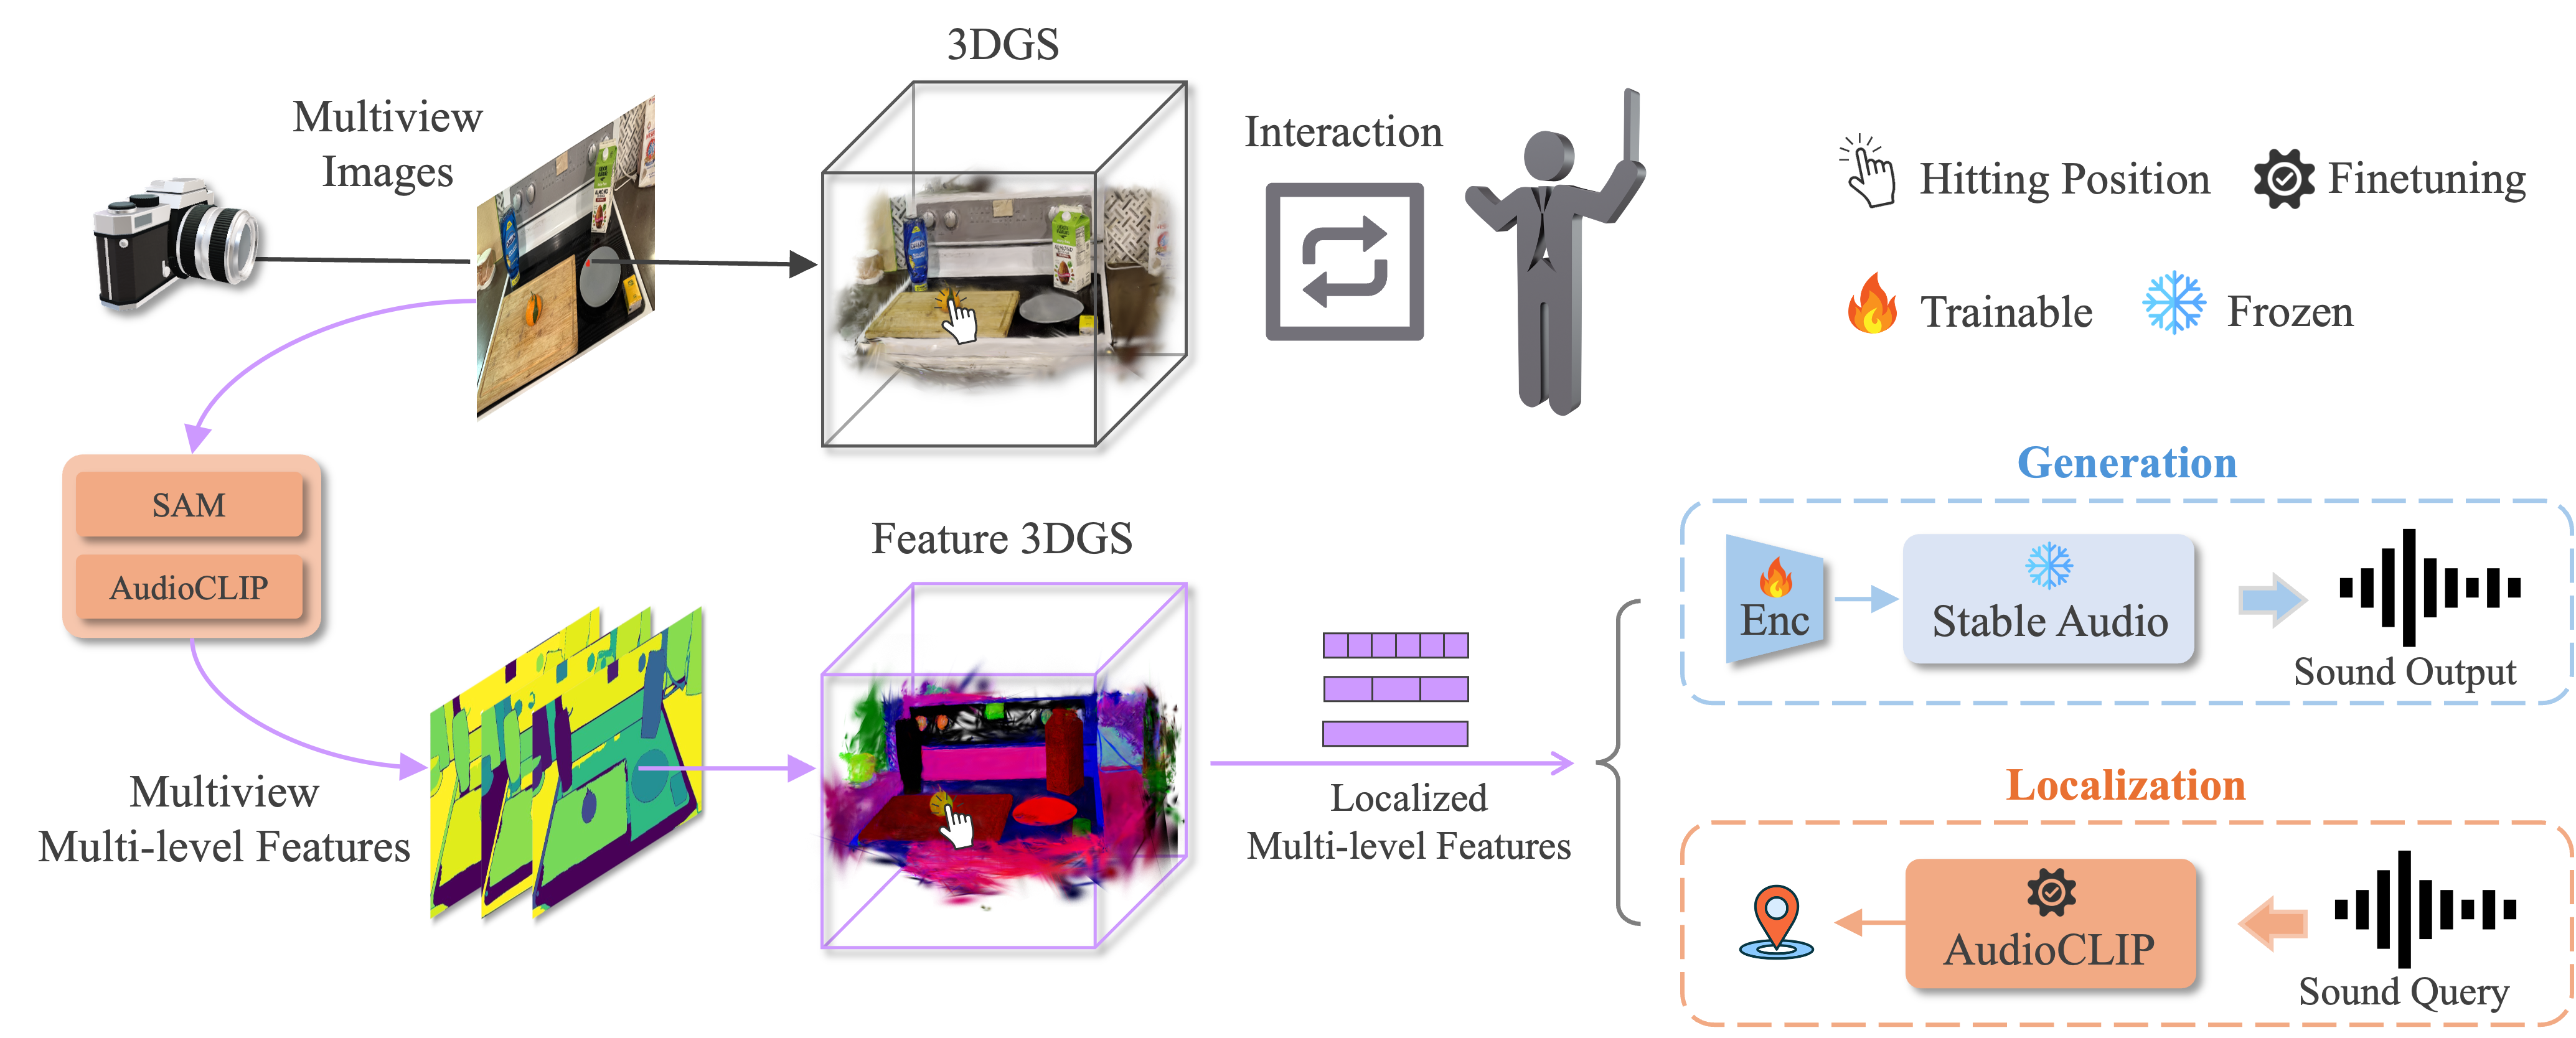 3DGS
Multiview
Images
Interaction
Hitting Position
Finetuning
Trainable
Frozen
SAM
AudioCLIP
Multiview
Multi-level Features
Feature 3DGS
Localized
Multi-level Features
Generation
Enc
Stable Audio
Sound Output
Localization
AudioCLIP
Sound Query